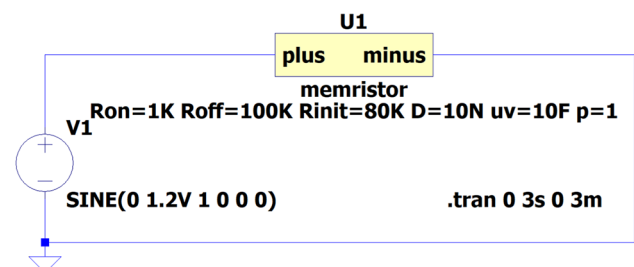 U1
plus minus
memristor
Ron=1K Roff=100K Rinit=80K D=10N uv=10F p=1
V1
SINE(0 1.2V 1 0 0 0)
.tran 0 3s 0 3m